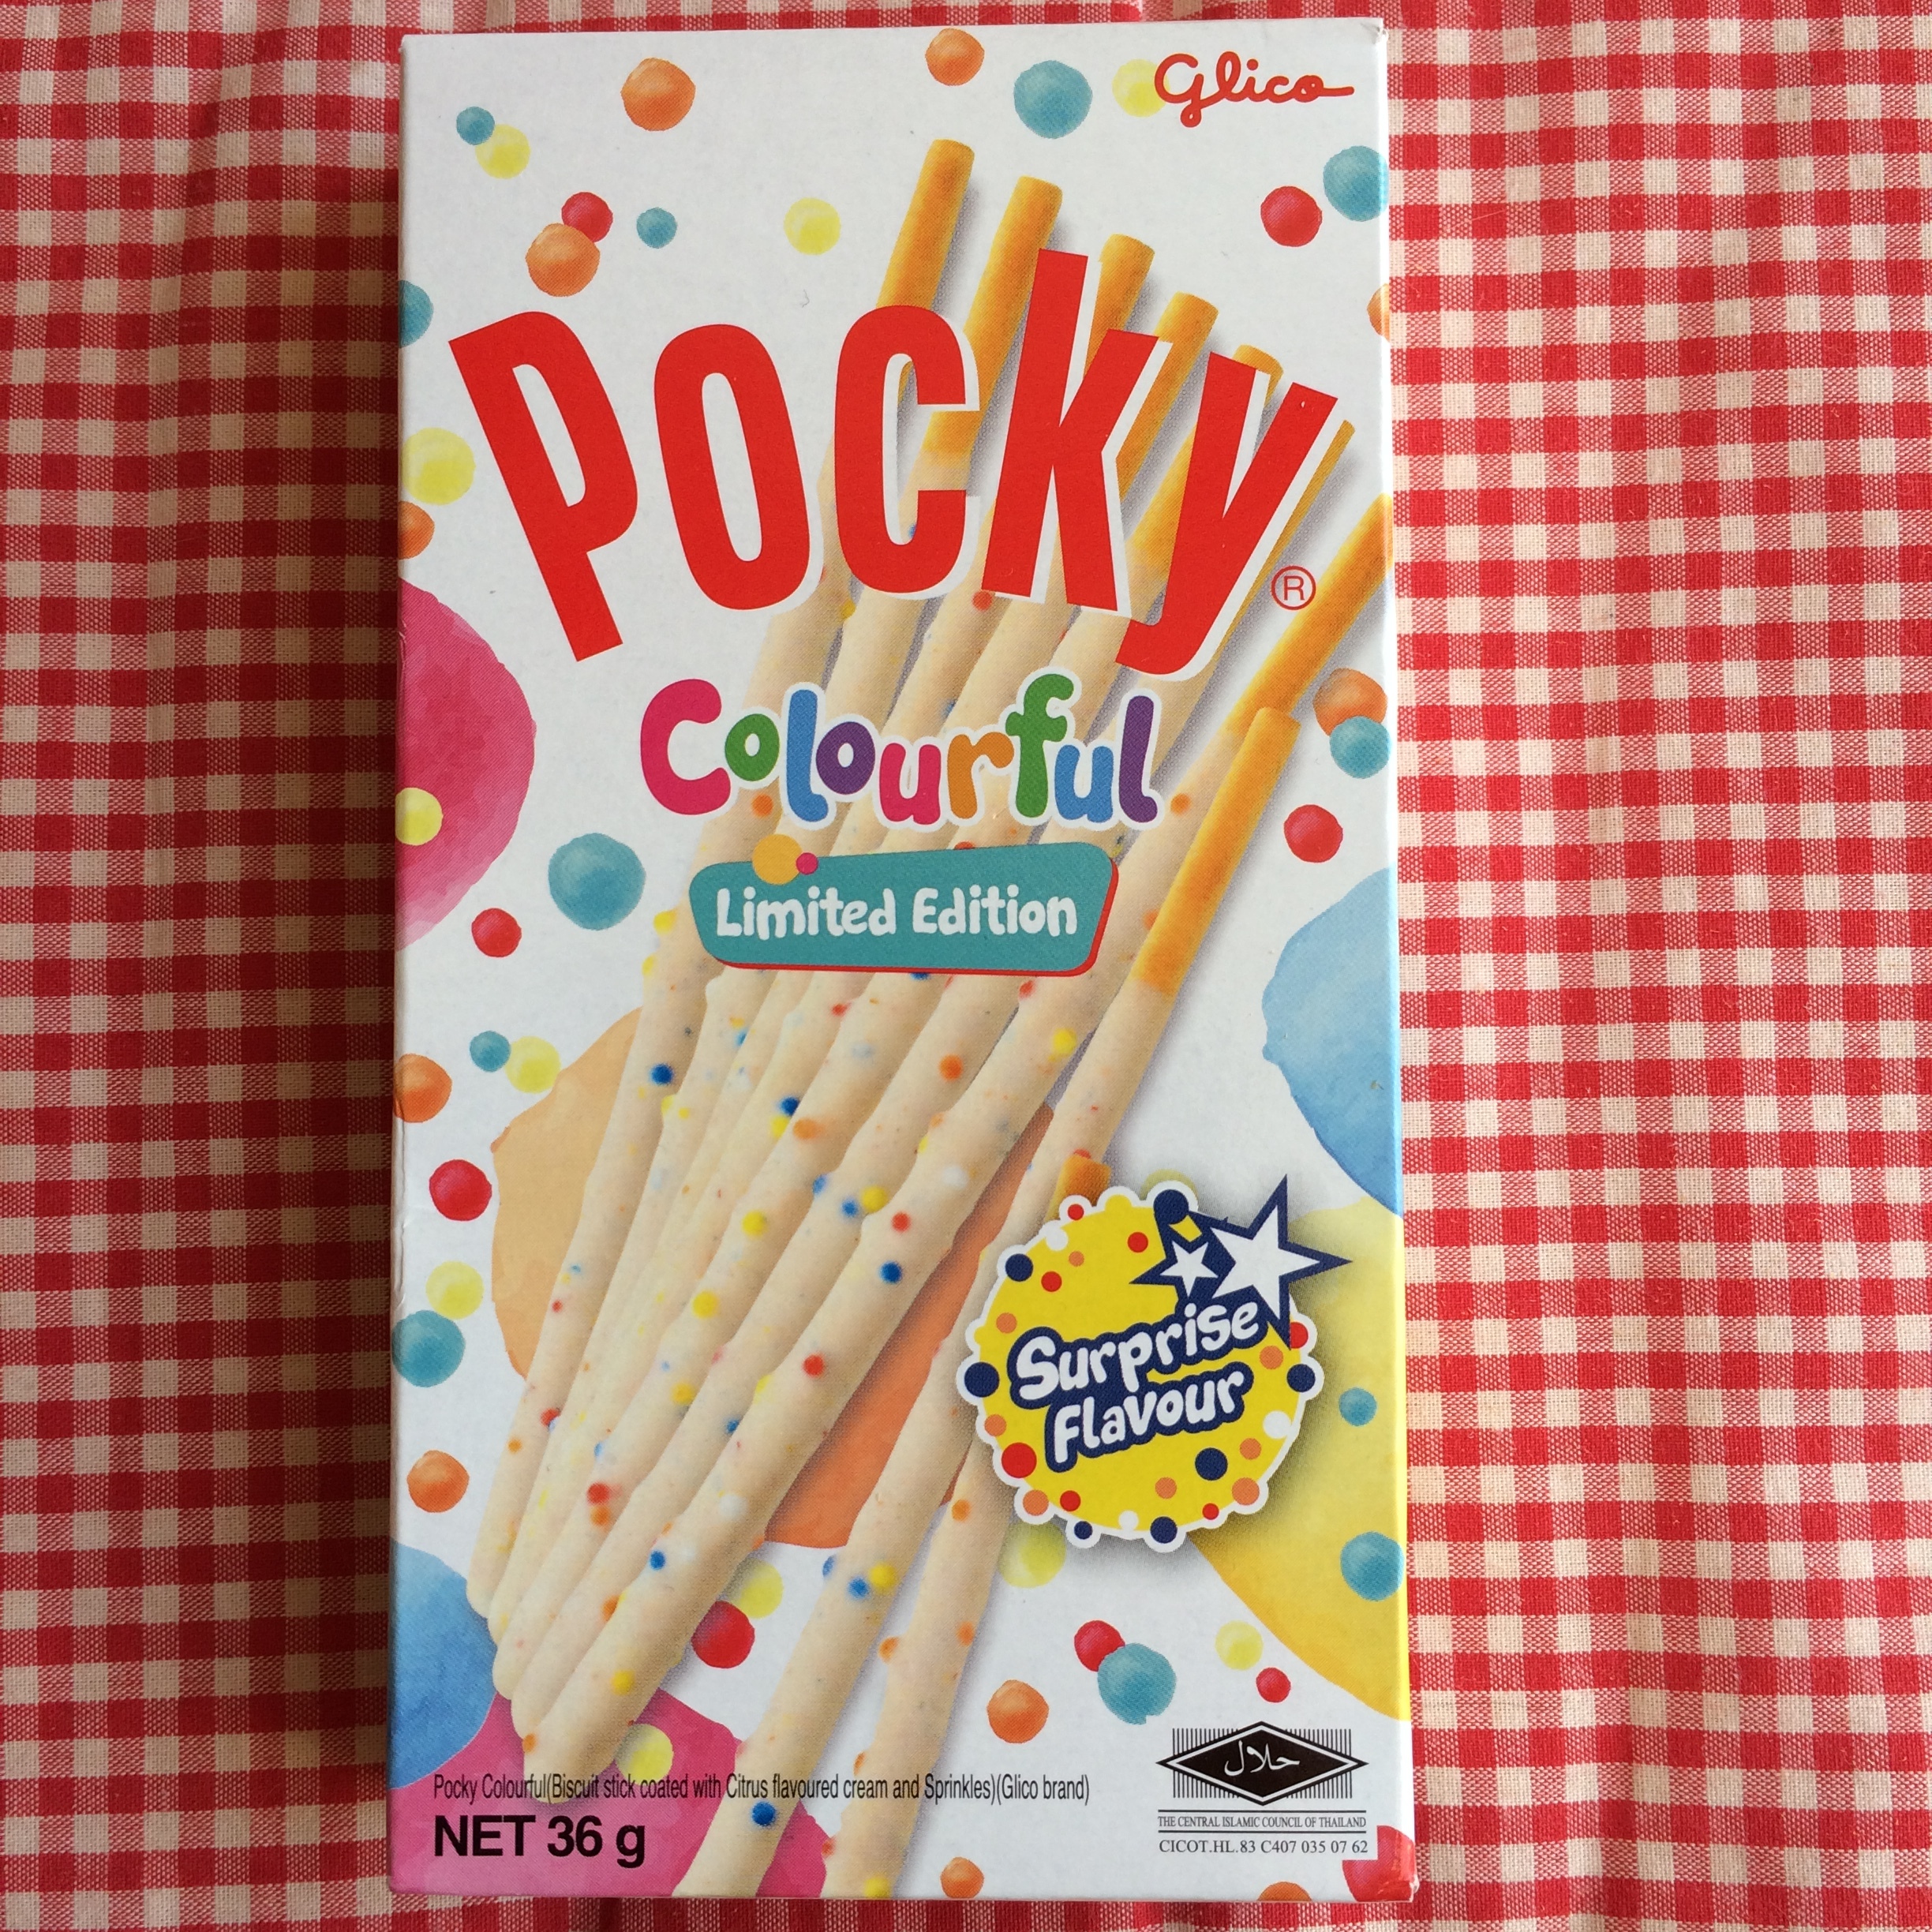 Glico
Pocky®
Colourful
Limited Edition
Surprise
Flavour
حلال
Pocky Colourful(Biscuit stick coated with Citrus flavoured cream and Sprinkles)(Glico brand)
NET 36 g
THE CENTRAL ISLAMIC COUNCIL OF THAILAND
CICOT.HL.83 C407 035 07 62